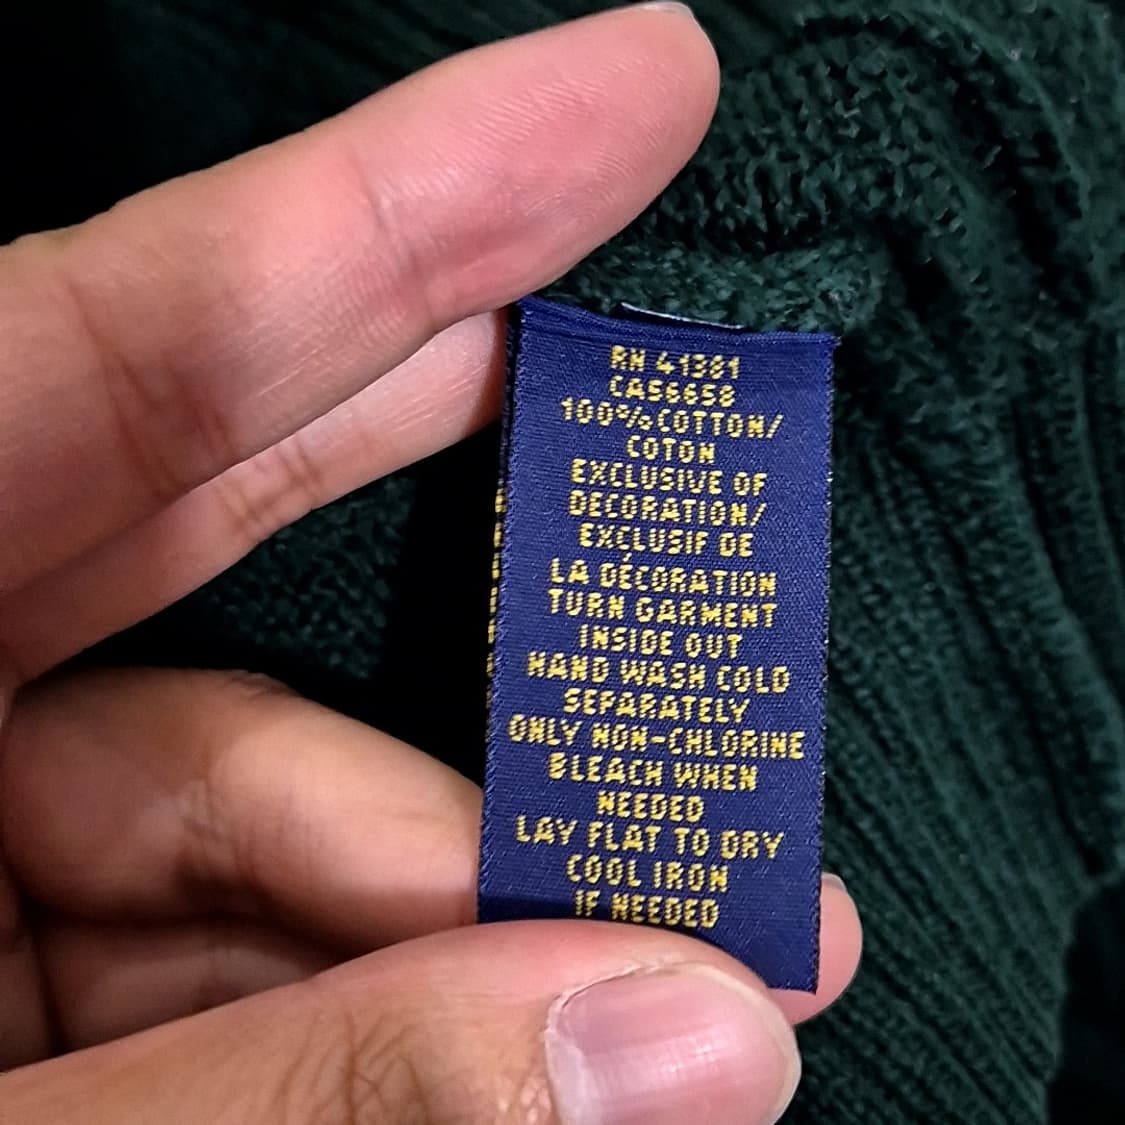 RN 41381
CA56658
100% COTTON/
COTON
EXCLUSIVE OF
DECORATION/
EXCLUSIF DE
LA DÉCORATION
TURN GARMENT
INSIDE OUT
HAND WASH COLD
SEPARATELY
ONLY NON-CHLORINE
BLEACH WHEN
NEEDED
LAY FLAT TO DRY
COOL IRON
IF NEEDED